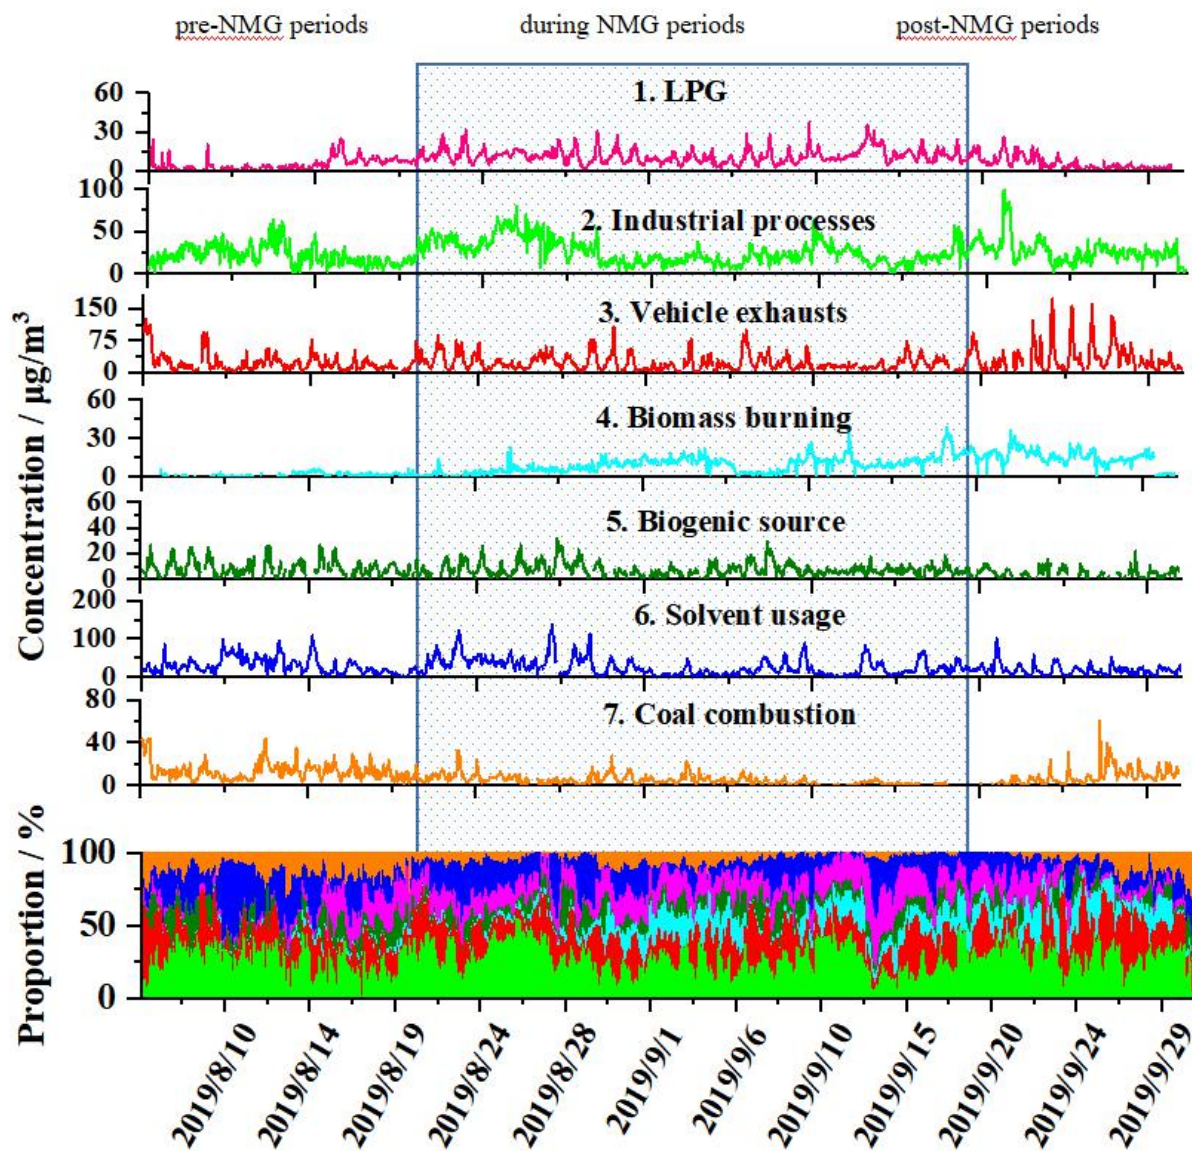 pre-NMG periods during NMG periods post-NMG periods
1. LPG
60
30
0
2. Industrial processes
100
50
0
3. Vehicle exhausts
150
75
0
4. Biomass burning
60
30
0
5. Biogenic source
60
40
20
0
6. Solvent usage
200
100
0
7. Coal combustion
80
40
0
Concentration / μg/m³
100
50
0
Proportion / %
2019/8/10 2019/8/14 2019/8/19 2019/8/24 2019/8/28 2019/9/1 2019/9/6 2019/9/10 2019/9/15 2019/9/20 2019/9/24 2019/9/29